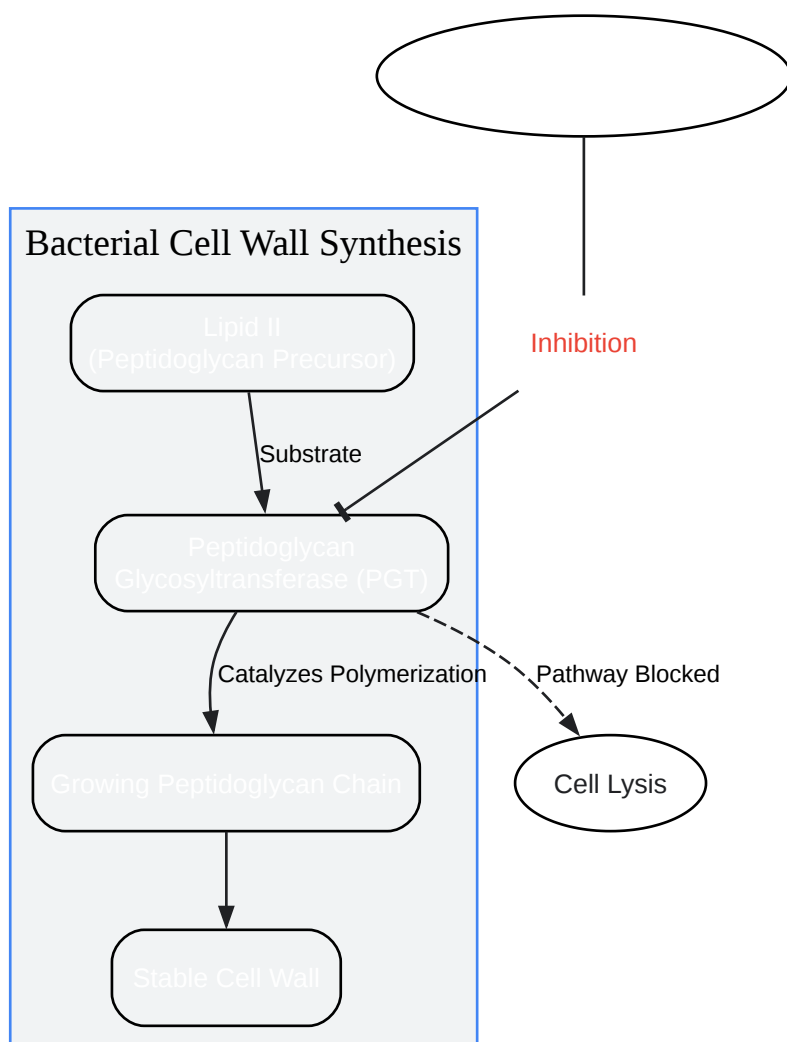 Bacterial Cell Wall Synthesis
Lipid II
(Peptidoglycan Precursor)
Inhibition
Substrate
Peptidoglycan
Glycosyltransferase (PGT)
Catalyzes Polymerization
Pathway Blocked
Growing Peptidoglycan Chain
Cell Lysis
Stable Cell Wall